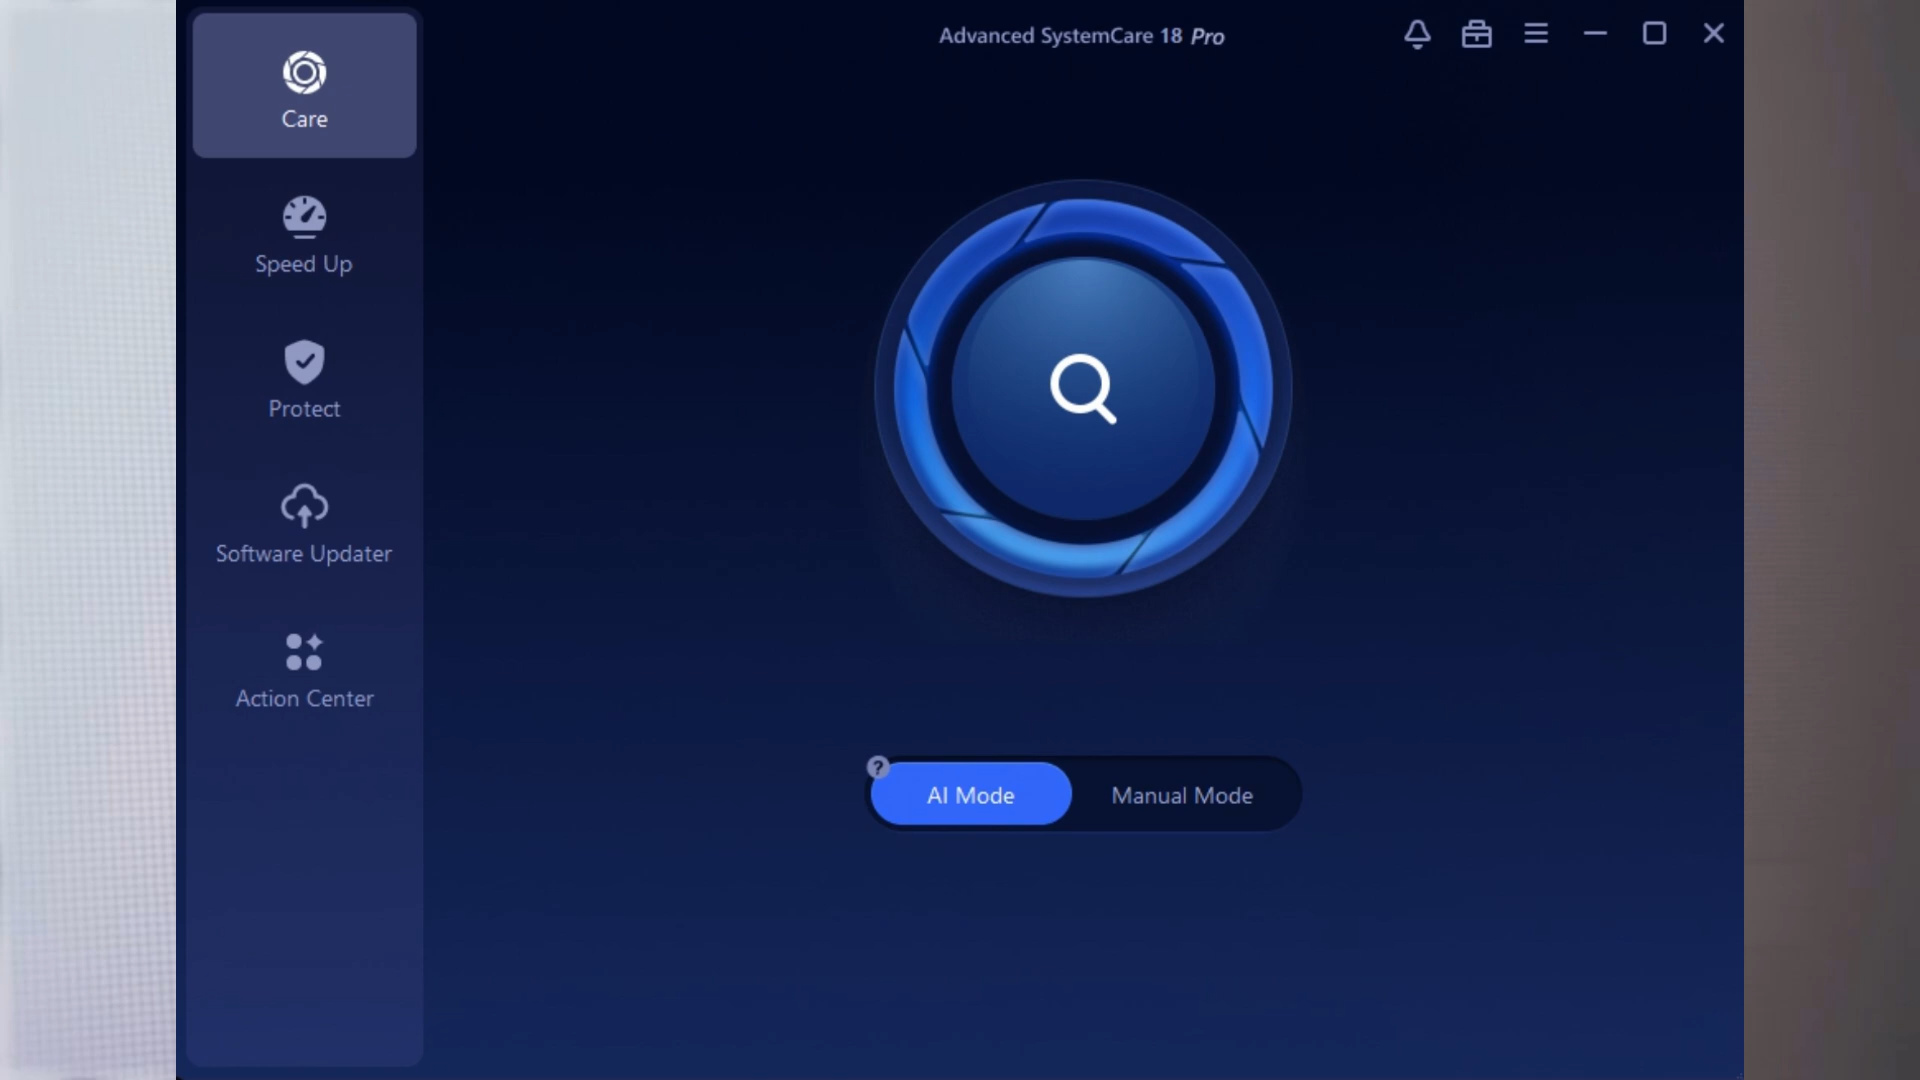 Advanced SystemCare 18 Pro
Care
Speed Up
Protect
Software Updater
Action Center
?
AI Mode
Manual Mode